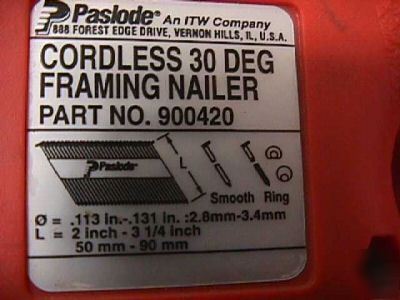 Paslode® An ITW Company
888 FOREST EDGE DRIVE, VERNON HILLS, IL, U.S.A.
CORDLESS 30 DEG
FRAMING NAILER
PART NO. 900420
Paslode®
L
Smooth Ring
Ø = .113 in.-.131 in. :2.8mm-3.4mm
L = 2 inch - 3 1/4 inch
50 mm - 90 mm